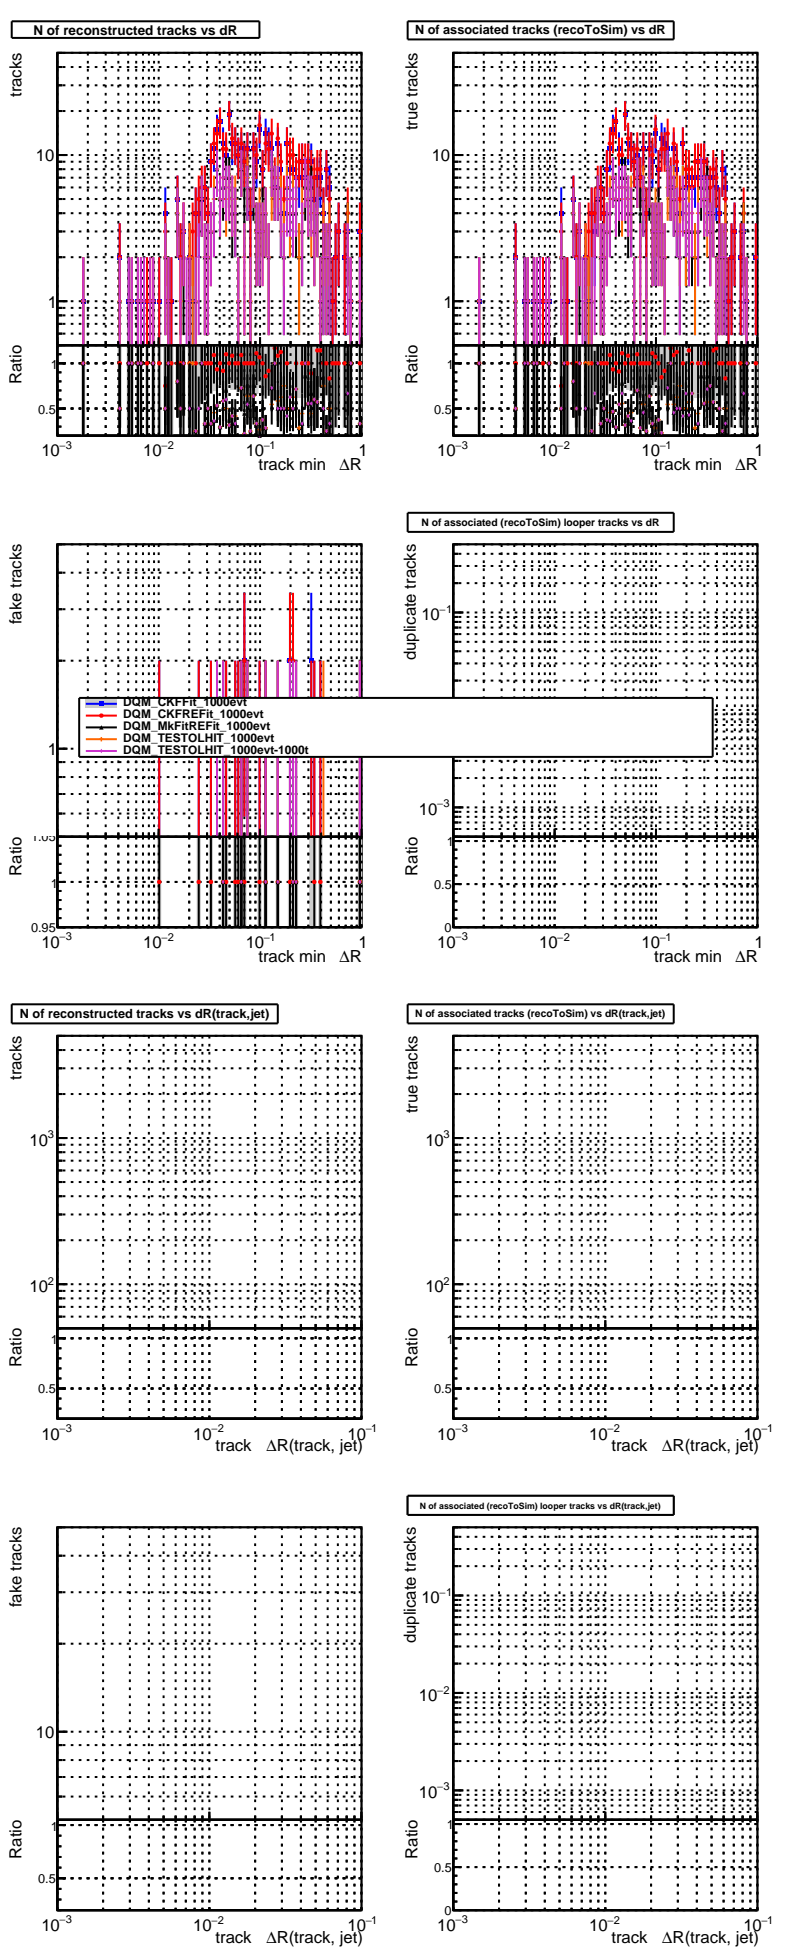 N of reconstructed tracks vs dR
tracks
10
1
Ratio
1
0.5
10⁻³ 10⁻² 10⁻¹ 1
track min ΔR
N of associated tracks (recoToSim) vs dR
true tracks
10
1
Ratio
1
0.5
10⁻³ 10⁻² 10⁻¹ 1
track min ΔR
fake tracks
1
Ratio
1.05
1
0.95
10⁻³ 10⁻² 10⁻¹ 1
track min ΔR
N of associated (recoToSim) looper tracks vs dR
duplicate tracks
10⁻¹
10⁻³
Ratio
1
0.5
0
10⁻³ 10⁻² 10⁻¹ 1
track min ΔR
DQM_CKFFit_1000evt
DQM_CKFREFit_1000evt
DQM_MkFitREFit_1000evt
DQM_TESTOLHIT_1000evt
DQM_TESTOLHIT_1000evt-1000t
N of reconstructed tracks vs dR(track,jet)
tracks
10³
10²
Ratio
1
0.5
10⁻³ 10⁻² 10⁻¹
track ΔR(track, jet)
N of associated tracks (recoToSim) vs dR(track,jet)
true tracks
10³
10²
Ratio
1
0.5
10⁻³ 10⁻² 10⁻¹
track ΔR(track, jet)
fake tracks
10
Ratio
1
0.5
10⁻³ 10⁻² 10⁻¹
track ΔR(track, jet)
N of associated (recoToSim) looper tracks vs dR(track,jet)
duplicate tracks
10⁻¹
10⁻²
10⁻³
Ratio
1
0.5
0
10⁻³ 10⁻² 10⁻¹
track ΔR(track, jet)